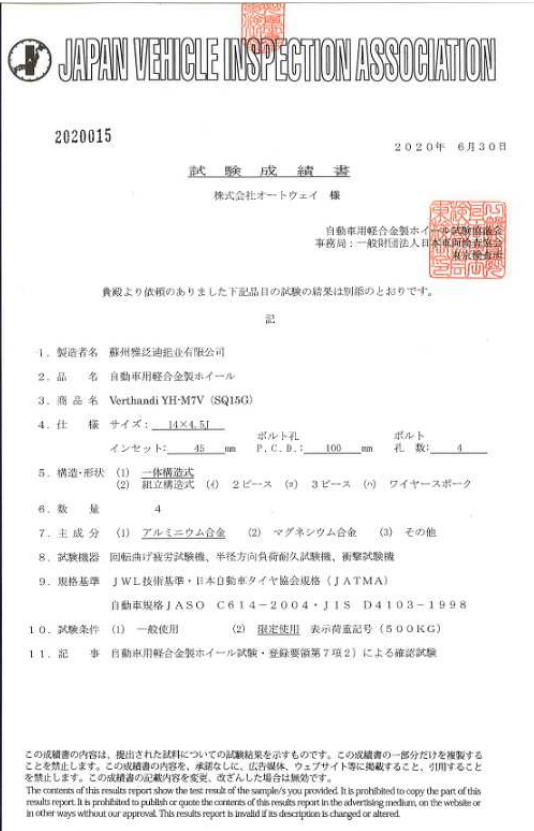 JAPAN VEHICLE INSPECTION ASSOCIATION
2020015
2020年 6月30日
試験成績書
株式会社オートウェイ 様
自動車用軽合金製ホイール試験協議会
事務局:一般財団法人日本車両検査協会
東京検査所
貴殿より依頼のありました下記品目の試験の結果は別添のとおりです。
記
1.製造者名 蘇州雅泛迪铝业有限公司
2.品 名 自動車用軽合金製ホイール
3.商品名 Verthandi YH-M7V (SQ15G)
4.仕 様 サイズ: 14×4.5J
ボルト孔 ボルト
インセット: 45 mm P.C.D.: 100 mm 孔 数: 4
5.構造・形状 (1) 一体構造式
(2) 組立構造式 (イ) 2ピース (ロ) 3ピース (ハ) ワイヤースポーク
6.数 量 4
7.主成分 (1) アルミニウム合金 (2) マグネシウム合金 (3) その他
8.試験機器 回転曲げ疲労試験機、半径方向負荷耐久試験機、衝撃試験機
9.規格基準 JWL技術基準・日本自動車タイヤ協会規格(JATMA)
自動車規格JASO C614-2004・JIS D4103-1998
10.試験条件 (1) 一般使用 (2) 限定使用 表示荷重記号(500KG)
11.記 事 自動車用軽合金製ホイール試験・登録要領第7項2)による確認試験
この成績書の内容は、提出された試料についての試験結果を示すものです。この成績書の一部分だけを複製する
ことを禁止します。この成績書の内容を、承諾なしに、広告媒体、ウェブサイト等に掲載すること、引用すること
を禁止します。この成績書の記載内容を変更、改ざんした場合は無効です。
The contents of this results report show the test result of the sample/s you provided. It is prohibited to copy the part of this
results report. It is prohibited to publish or quote the contents of this results report in the advertising medium, on the website or
in other ways without our approval. This results report is invalid if its description is changed or altered.